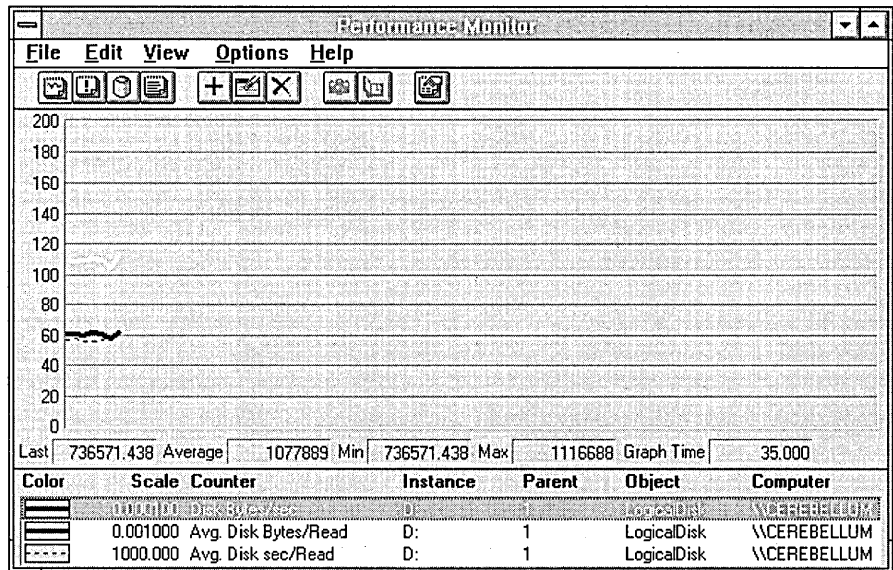 Performance Monitor
File Edit View Options Help
200
180
160
140
120
100
80
60
40
20
0
Last 736571.438 Average 1077889 Min 736571.438 Max 1116688 Graph Time 35.000
Color Scale Counter Instance Parent Object Computer
0.000100 Disk Bytes/sec D: 1 LogicalDisk \\CEREBELLUM
0.001000 Avg. Disk Bytes/Read D: 1 LogicalDisk \\CEREBELLUM
1000.000 Avg. Disk sec/Read D: 1 LogicalDisk \\CEREBELLUM